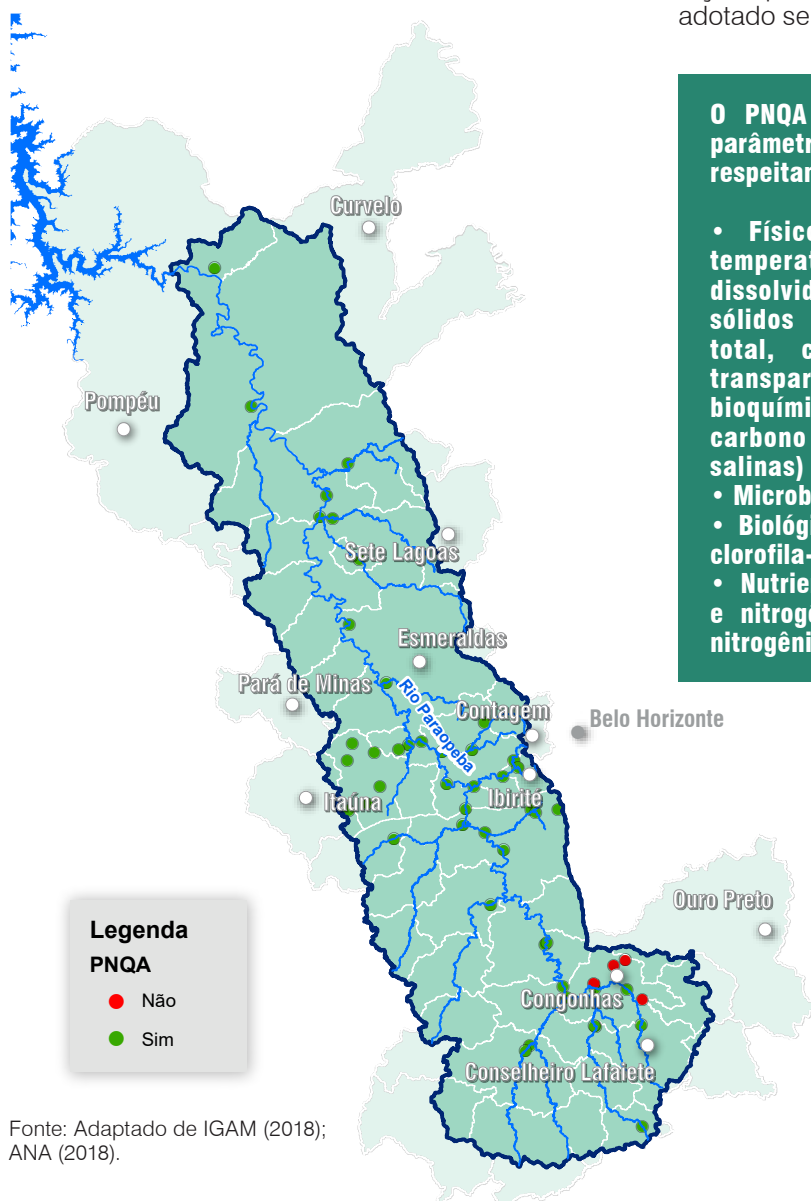 adotado se
O PNQA
parâmetr
respeitar
• Físico
temperat
dissolvid
sólidos
total, c
transpar
bioquími
carbono
salinas)
• Microb
• Biológ
clorofila-
• Nutrie
e nitrog
nitrogêni
Curvelo
Pompéu
Sete Lagoas
Esmeraldas
Pará de Minas
Rio Paraopeba
Contagem
Belo Horizonte
Itaúna
Ibirité
Ouro Preto
Congonhas
Conselheiro Lafaiete
Legenda
PNQA
Não
Sim
Fonte: Adaptado de IGAM (2018);
ANA (2018).